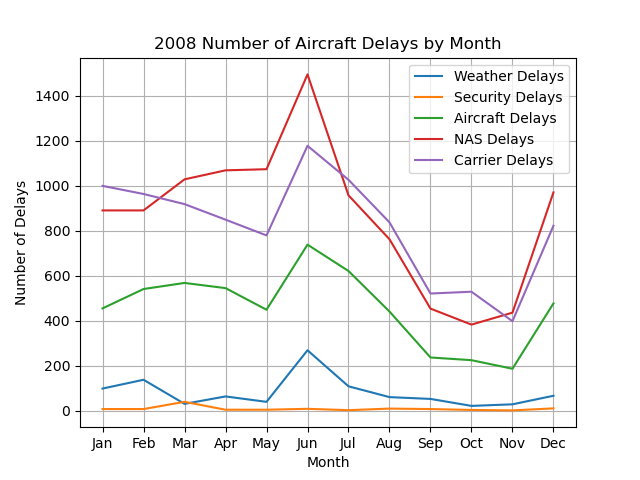 2008 Number of Aircraft Delays by Month
Weather Delays
Security Delays
Aircraft Delays
NAS Delays
Carrier Delays
Number of Delays
1400
1200
1000
800
600
400
200
0
Jan Feb Mar Apr May Jun Jul Aug Sep Oct Nov Dec
Month